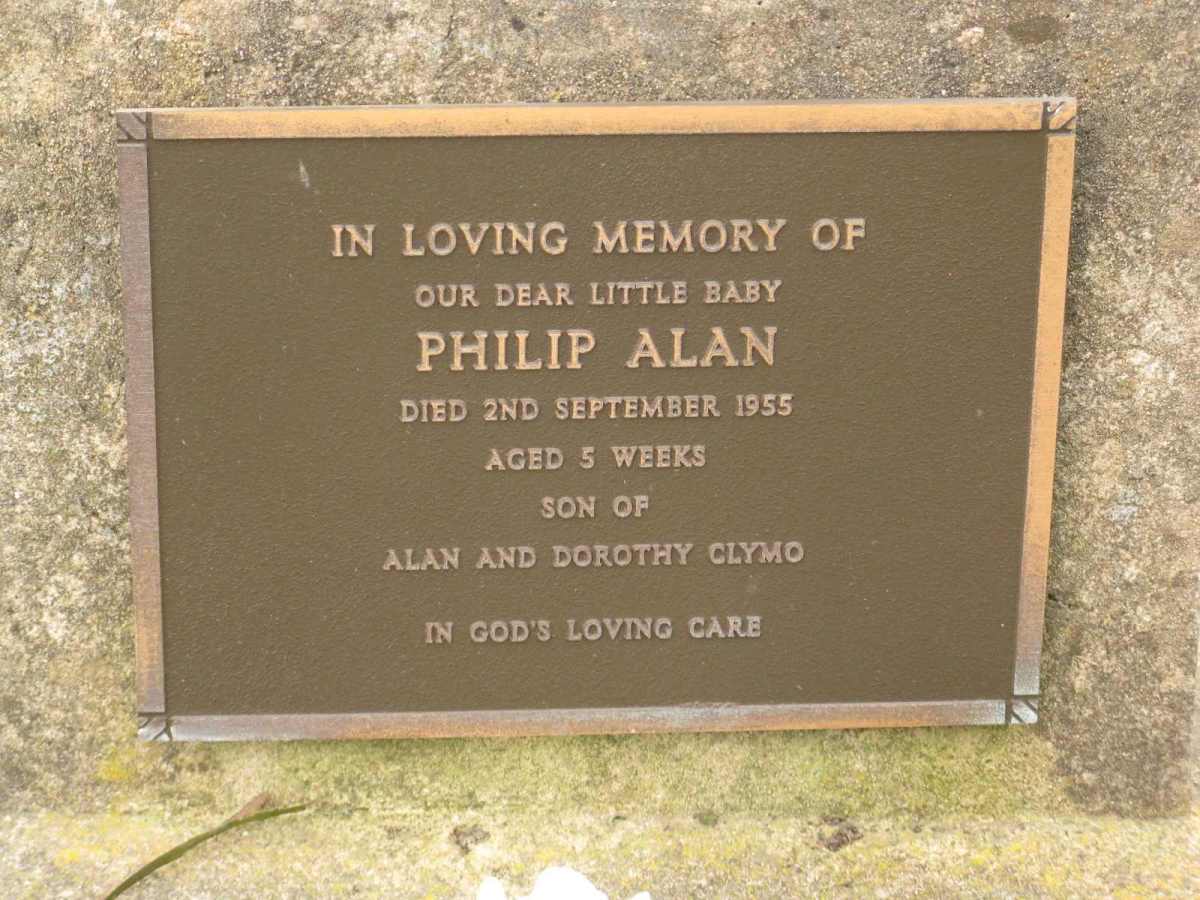 IN LOVING MEMORY OF
OUR DEAR LITTLE BABY
PHILIP ALAN
DIED 2ND SEPTEMBER 1955
AGED 5 WEEKS
SON OF
ALAN AND DOROTHY CLYMO
IN GOD'S LOVING CARE